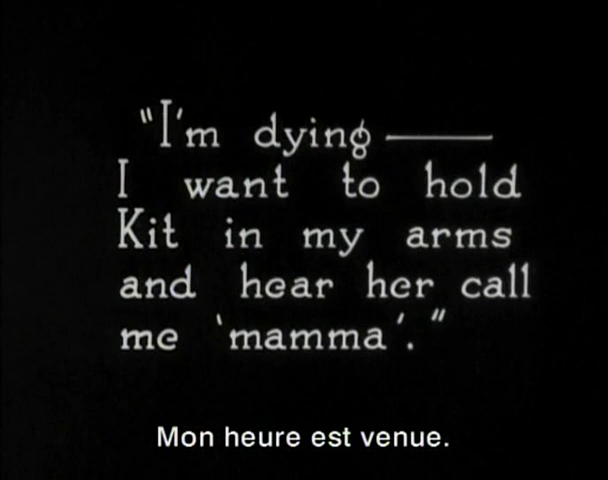 "I'm dying——
I want to hold
Kit in my arms
and hear her call
me 'mamma'."
Mon heure est venue.